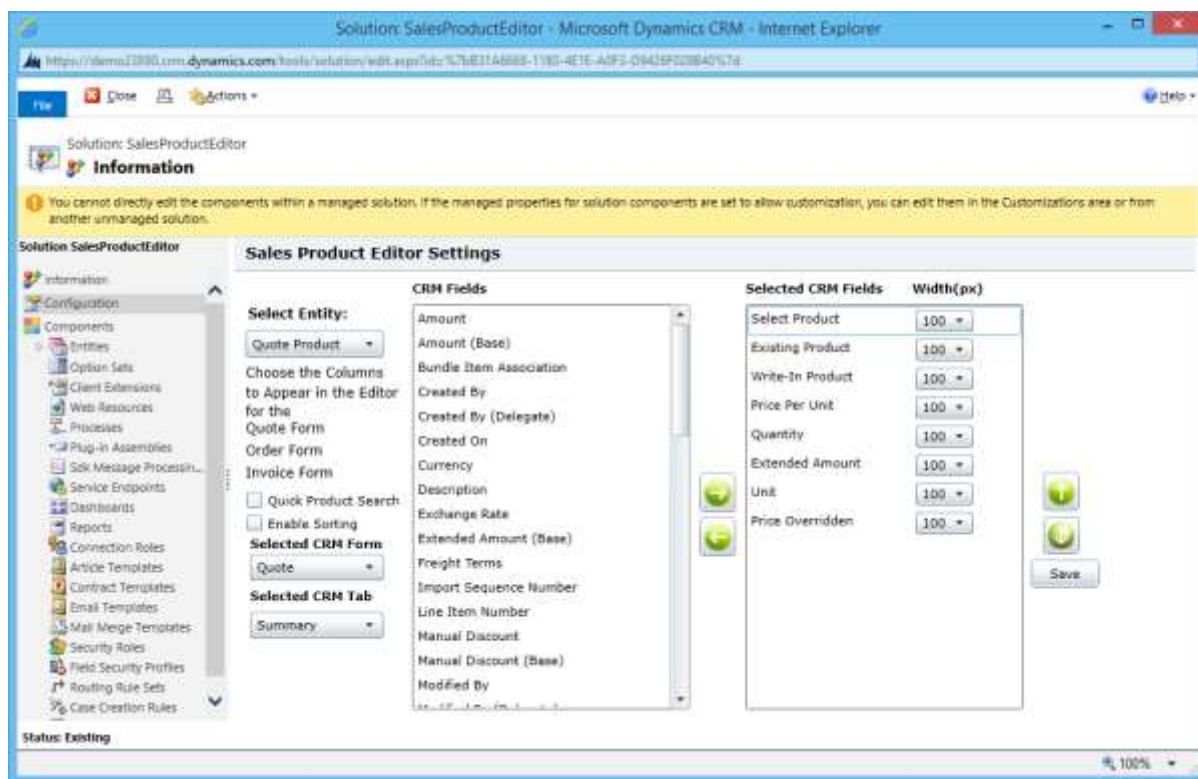 Solution: SalesProductEditor - Microsoft Dynamics CRM - Internet Explorer
dynamics.com
File
Close
Actions
Help
Solution: SalesProductEditor
Information
You cannot directly edit the components within a managed solution. If the managed properties for solution components are set to allow customization, you can edit them in the Customizations area or from
another unmanaged solution.
Solution SalesProductEditor
Information
Configuration
Components
Entities
Option Sets
Client Extensions
Web Resources
Processes
Plug-in Assemblies
Sdk Message Processin...
Service Endpoints
Dashboards
Reports
Connection Roles
Article Templates
Contract Templates
Email Templates
Mail Merge Templates
Security Roles
Field Security Profiles
Routing Rule Sets
Case Creation Rules
Sales Product Editor Settings
Select Entity:
Quote Product
Choose the Columns
to Appear in the Editor
for the
Quote Form
Order Form
Invoice Form
Quick Product Search
Enable Sorting
Selected CRM Form
Quote
Selected CRM Tab
Summary
CRM Fields
Amount
Amount (Base)
Bundle Item Association
Created By
Created By (Delegate)
Created On
Currency
Description
Exchange Rate
Extended Amount (Base)
Freight Terms
Import Sequence Number
Line Item Number
Manual Discount
Manual Discount (Base)
Modified By
Selected CRM Fields Width(px)
Select Product 100
Existing Product 100
Write-In Product 100
Price Per Unit 100
Quantity 100
Extended Amount 100
Unit 100
Price Overridden 100
Save
Status: Existing
100%